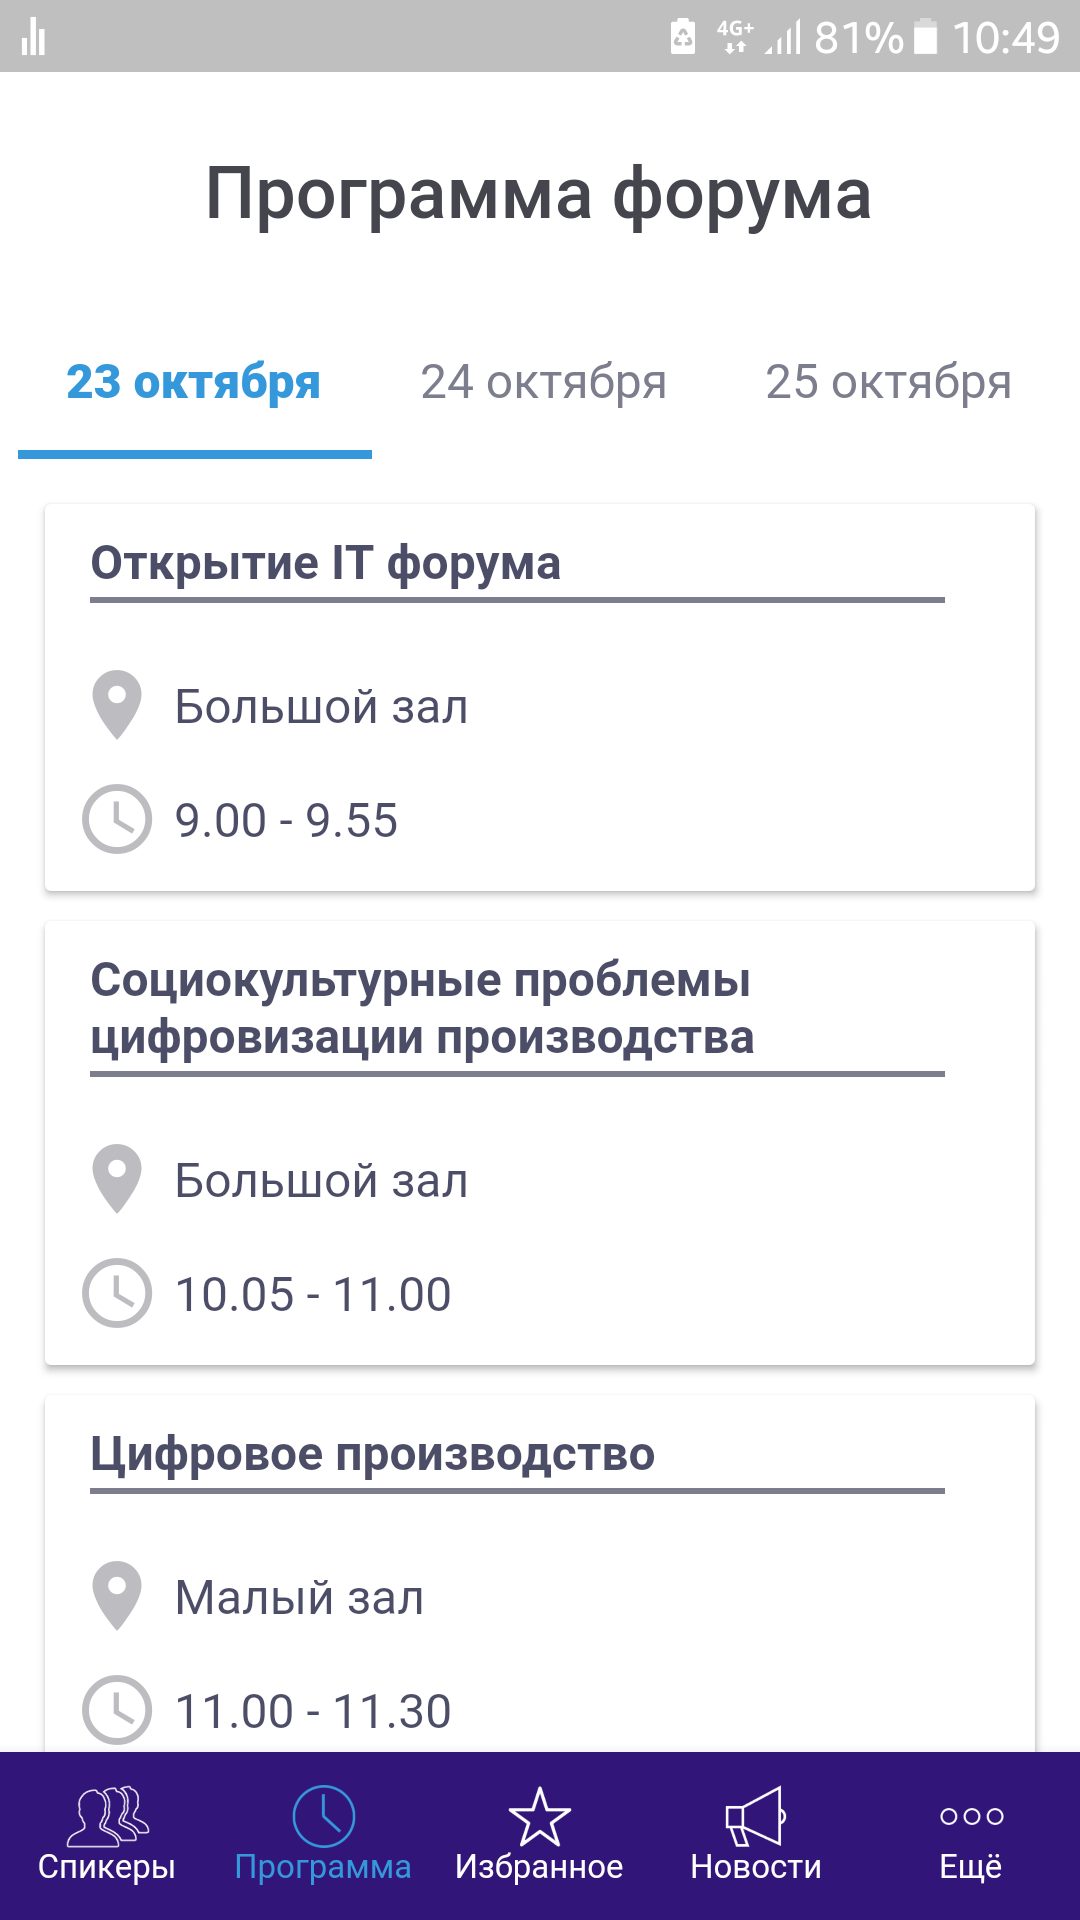 4G+ 81% 10:49
Программа форума
23 октября 24 октября 25 октября
Открытие IT форума
Большой зал
9.00 - 9.55
Социокультурные проблемы
цифровизации производства
Большой зал
10.05 - 11.00
Цифровое производство
Малый зал
11.00 - 11.30
Спикеры Программа Избранное Новости Ещё